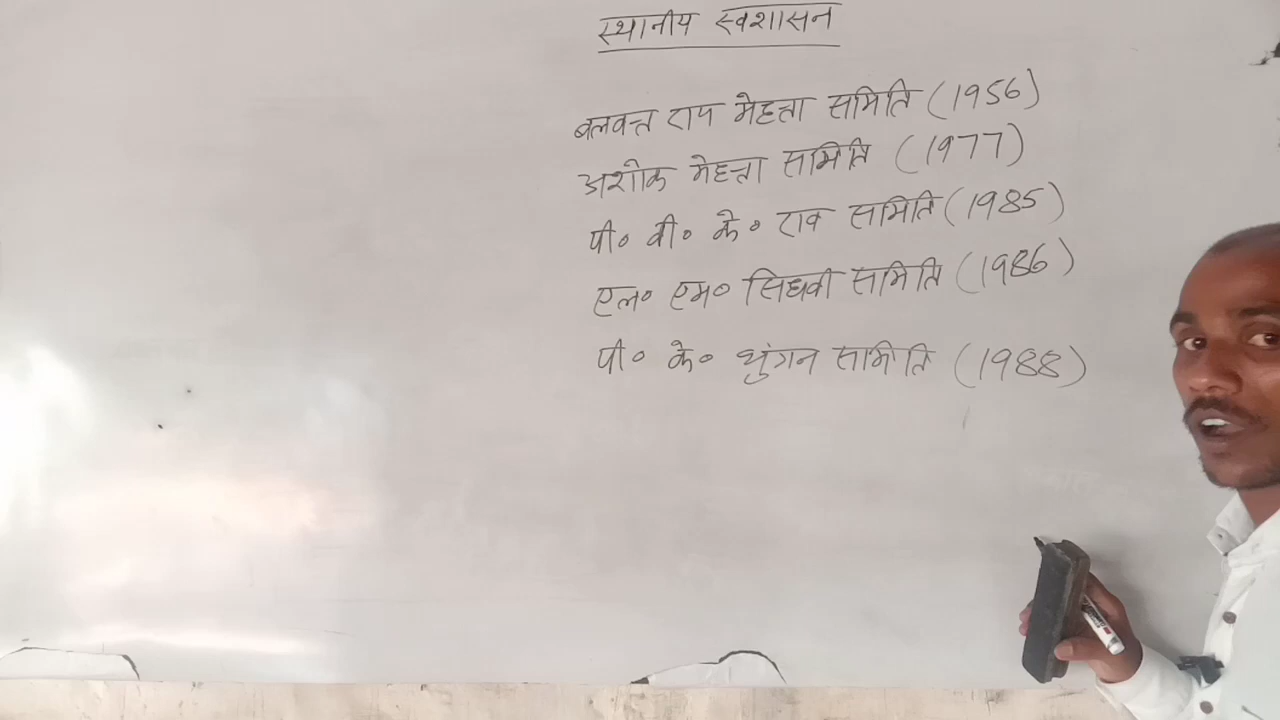 स्थानीय स्वशासन
बलवन्त राय मेहत्ता समिति (1956)
अशोक मेहत्ता समिति (1977)
पी० वी० के० राव समिति (1985)
एल० एम० सिघवी समिति (1986)
पी० के० थुंगन समिति (1988)